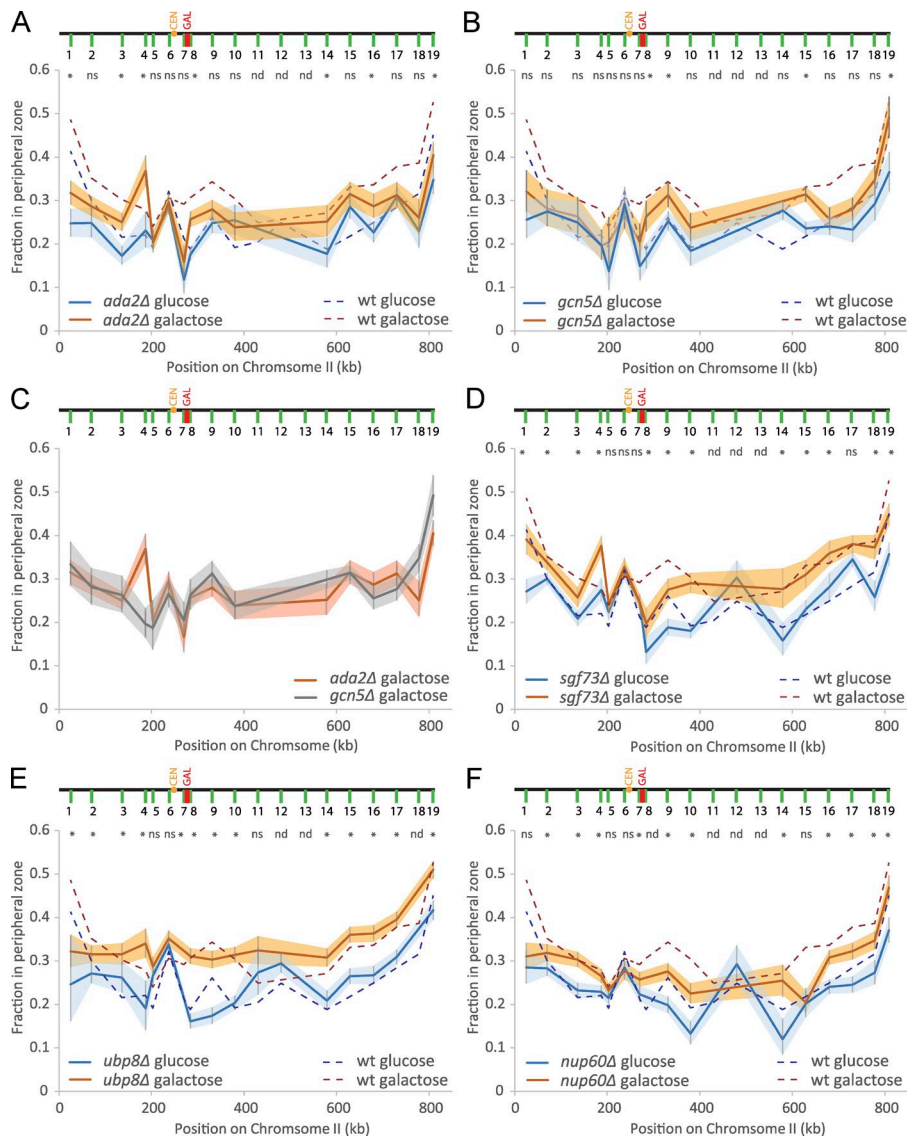 A
CEN
GAL
1 2 3 4 5 6 7 8 9 10 11 12 13 14 15 16 17 18 19
* ns * * ns ns ns * ns ns nd nd nd * ns * ns ns *
Fraction in peripheral zone
0.6
0.5
0.4
0.3
0.2
0.1
0
ada2Δ glucose
ada2Δ galactose
wt glucose
wt galactose
0 200 400 600 800
Position on Chromsome II (kb)
B
CEN
GAL
1 2 3 4 5 6 7 8 9 10 11 12 13 14 15 16 17 18 19
ns ns ns ns ns ns ns * * ns nd nd nd ns * ns ns ns *
Fraction in peripheral zone
0.6
0.5
0.4
0.3
0.2
0.1
0
gcn5Δ glucose
gcn5Δ galactose
wt glucose
wt galactose
0 200 400 600 800
Position on Chromsome II (kb)
C
CEN
GAL
1 2 3 4 5 6 7 8 9 10 11 12 13 14 15 16 17 18 19
Fraction in peripheral zone
0.6
0.5
0.4
0.3
0.2
0.1
0
ada2Δ galactose
gcn5Δ galactose
0 200 400 600 800
Position on Chromsome (kb)
D
CEN
GAL
1 2 3 4 5 6 7 8 9 10 11 12 13 14 15 16 17 18 19
* * * * ns ns ns * * * nd nd nd * * * ns * *
Fraction in peripheral zone
0.6
0.5
0.4
0.3
0.2
0.1
0
sgf73Δ glucose
sgf73Δ galactose
wt glucose
wt galactose
0 200 400 600 800
Position on Chromsome II (kb)
E
CEN
GAL
1 2 3 4 5 6 7 8 9 10 11 12 13 14 15 16 17 18 19
* * * * ns ns * * * ns nd nd * * * * nd *
Fraction in peripheral zone
0.6
0.5
0.4
0.3
0.2
0.1
0
ubp8Δ glucose
ubp8Δ galactose
wt glucose
wt galactose
0 200 400 600 800
Position on Chromsome II (kb)
F
CEN
GAL
1 2 3 4 5 6 7 8 9 10 11 12 13 14 15 16 17 18 19
ns * * * ns ns * nd * * nd nd nd * ns * * * *
Fraction in peripheral zone
0.6
0.5
0.4
0.3
0.2
0.1
0
nup60Δ glucose
nup60Δ galactose
wt glucose
wt galactose
0 200 400 600 800
Position on Chromsome II (kb)